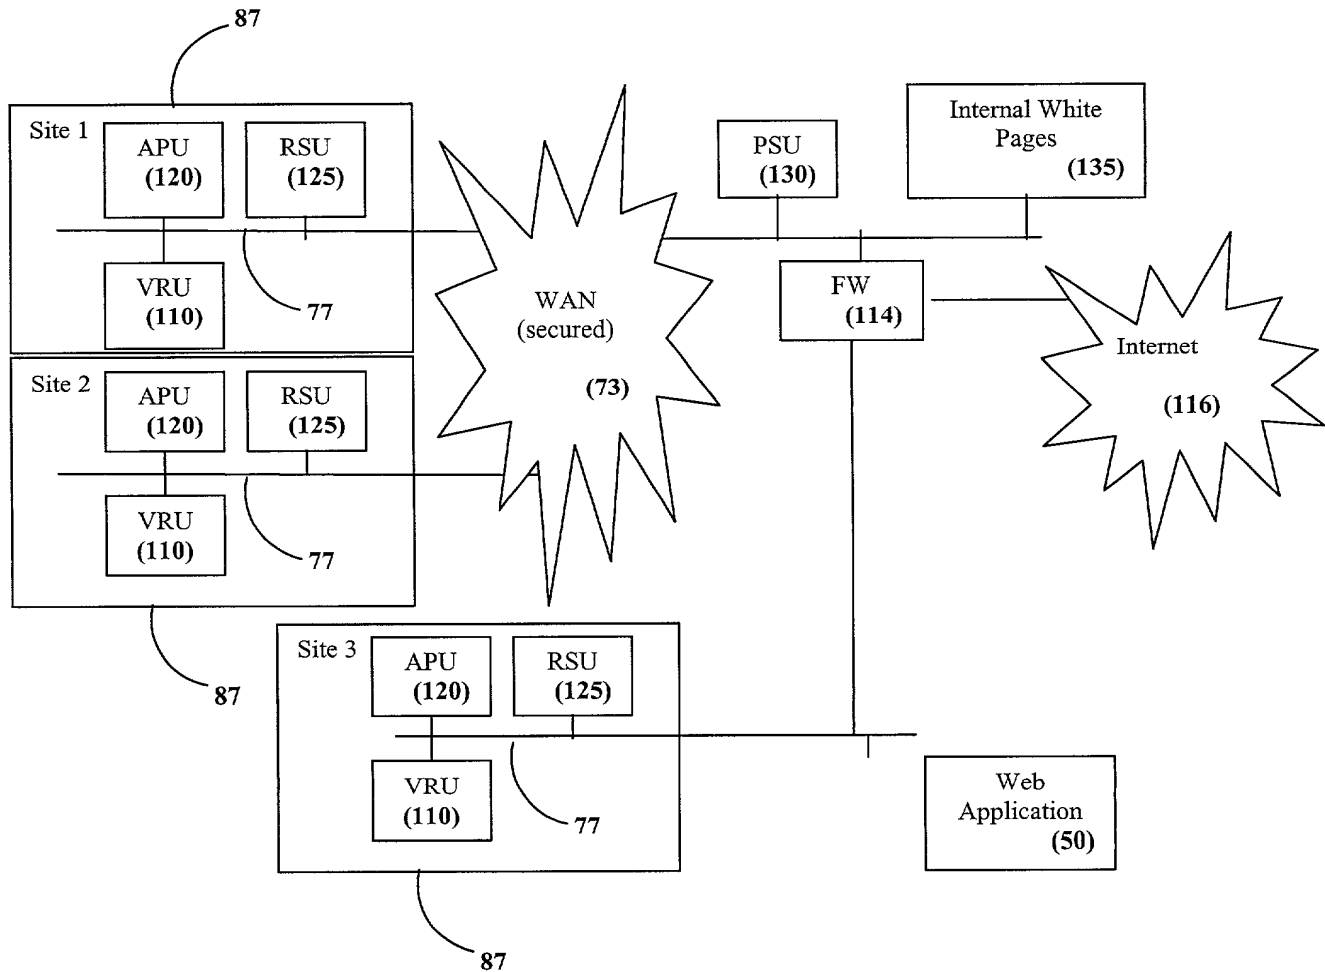 87
Site 1
APU
(120)
RSU
(125)
VRU
(110)
77
Site 2
APU
(120)
RSU
(125)
VRU
(110)
77
87
WAN
(secured)
(73)
PSU
(130)
Internal White
Pages
(135)
FW
(114)
Internet
(116)
Site 3
APU
(120)
RSU
(125)
VRU
(110)
77
87
Web
Application
(50)